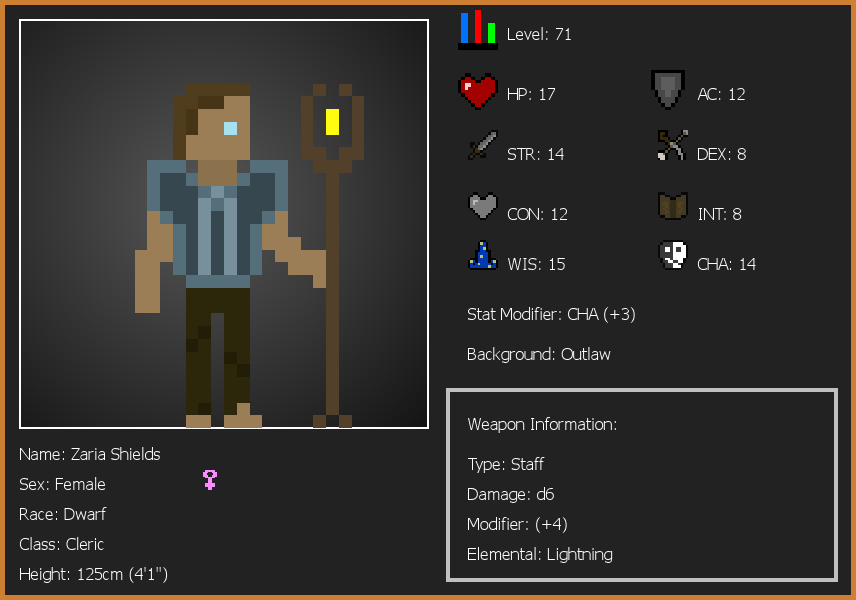 Level: 71
HP: 17
AC: 12
STR: 14
DEX: 8
CON: 12
INT: 8
WIS: 15
CHA: 14
Stat Modifier: CHA (+3)
Background: Outlaw
Weapon Information:
Type: Staff
Damage: d6
Modifier: (+4)
Elemental: Lightning
Name: Zaria Shields
Sex: Female
Race: Dwarf
Class: Cleric
Height: 125cm (4'1")